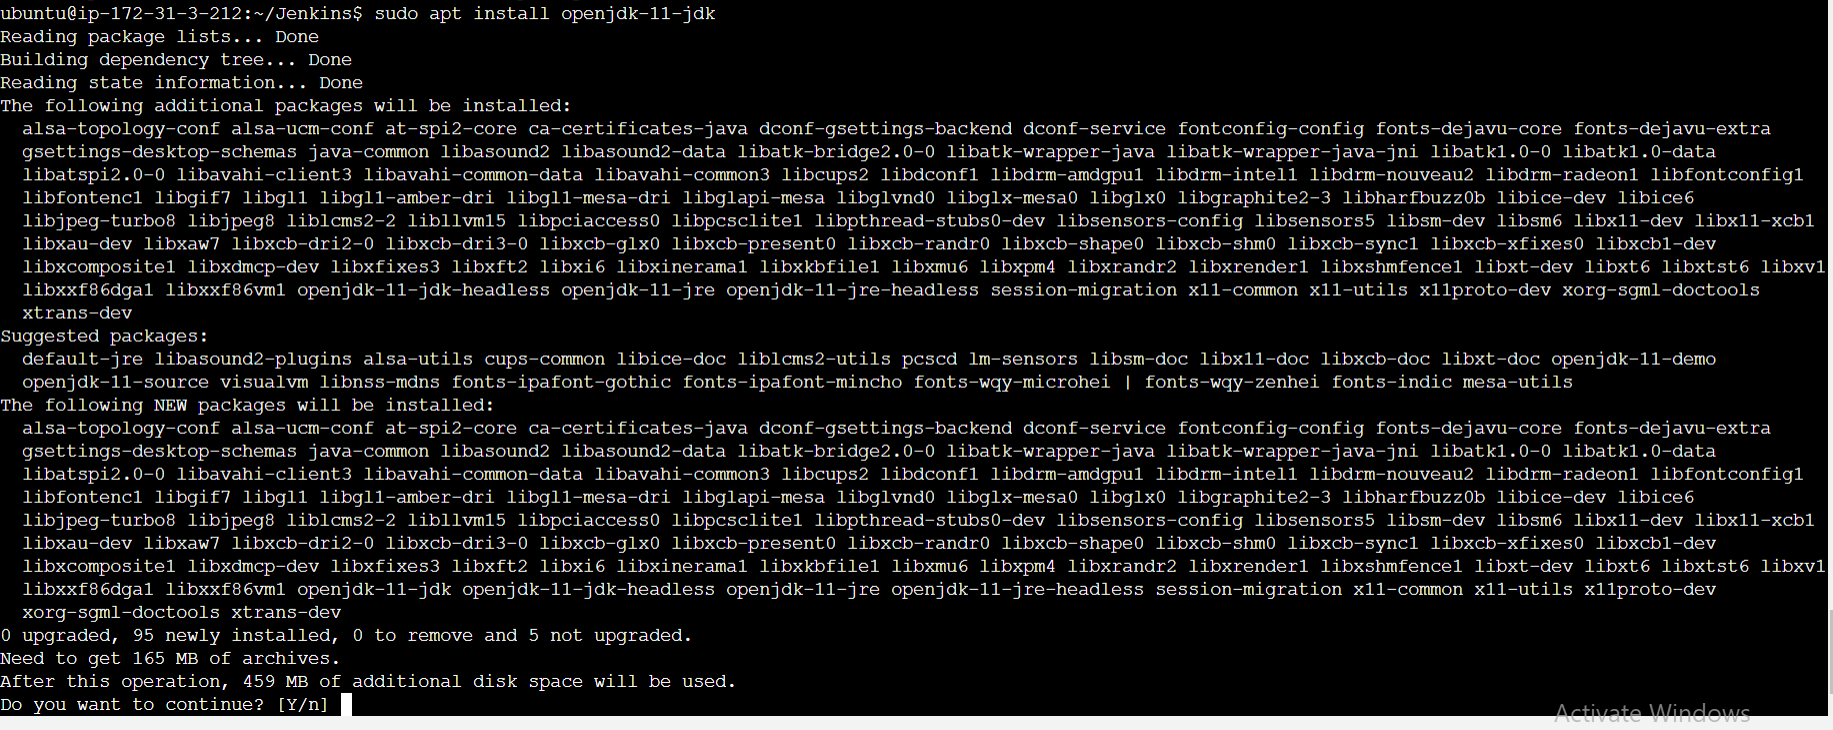 ubuntu@ip-172-31-3-212:~/Jenkins$ sudo apt install openjdk-11-jdk
Reading package lists... Done
Building dependency tree... Done
Reading state information... Done
The following additional packages will be installed:
  alsa-topology-conf alsa-ucm-conf at-spi2-core ca-certificates-java dconf-gsettings-backend dconf-service fontconfig-config fonts-dejavu-core fonts-dejavu-extra
  gsettings-desktop-schemas java-common libasound2 libasound2-data libatk-bridge2.0-0 libatk-wrapper-java libatk-wrapper-java-jni libatk1.0-0 libatk1.0-data
  libatspi2.0-0 libavahi-client3 libavahi-common-data libavahi-common3 libcups2 libdconf1 libdrm-amdgpu1 libdrm-intel1 libdrm-nouveau2 libdrm-radeon1 libfontconfig1
  libfontenc1 libgif7 libgl1 libgl1-amber-dri libgl1-mesa-dri libglapi-mesa libglvnd0 libglx-mesa0 libglx0 libgraphite2-3 libharfbuzz0b libice-dev libice6
  libjpeg-turbo8 libjpeg8 liblcms2-2 libllvm15 libpciaccess0 libpcsclite1 libpthread-stubs0-dev libsensors-config libsensors5 libsm-dev libsm6 libx11-dev libx11-xcb1
  libxau-dev libxaw7 libxcb-dri2-0 libxcb-dri3-0 libxcb-glx0 libxcb-present0 libxcb-randr0 libxcb-shape0 libxcb-shm0 libxcb-sync1 libxcb-xfixes0 libxcb1-dev
  libxcomposite1 libxdmcp-dev libxfixes3 libxft2 libxi6 libxinerama1 libxkbfile1 libxmu6 libxpm4 libxrandr2 libxrender1 libxshmfence1 libxt-dev libxt6 libxtst6 libxv1
  libxxf86dga1 libxxf86vm1 openjdk-11-jdk-headless openjdk-11-jre openjdk-11-jre-headless session-migration x11-common x11-utils x11proto-dev xorg-sgml-doctools
  xtrans-dev
Suggested packages:
  default-jre libasound2-plugins alsa-utils cups-common libice-doc liblcms2-utils pcscd lm-sensors libsm-doc libx11-doc libxcb-doc libxt-doc openjdk-11-demo
  openjdk-11-source visualvm libnss-mdns fonts-ipafont-gothic fonts-ipafont-mincho fonts-wqy-microhei | fonts-wqy-zenhei fonts-indic mesa-utils
The following NEW packages will be installed:
  alsa-topology-conf alsa-ucm-conf at-spi2-core ca-certificates-java dconf-gsettings-backend dconf-service fontconfig-config fonts-dejavu-core fonts-dejavu-extra
  gsettings-desktop-schemas java-common libasound2 libasound2-data libatk-bridge2.0-0 libatk-wrapper-java libatk-wrapper-java-jni libatk1.0-0 libatk1.0-data
  libatspi2.0-0 libavahi-client3 libavahi-common-data libavahi-common3 libcups2 libdconf1 libdrm-amdgpu1 libdrm-intel1 libdrm-nouveau2 libdrm-radeon1 libfontconfig1
  libfontenc1 libgif7 libgl1 libgl1-amber-dri libgl1-mesa-dri libglapi-mesa libglvnd0 libglx-mesa0 libglx0 libgraphite2-3 libharfbuzz0b libice-dev libice6
  libjpeg-turbo8 libjpeg8 liblcms2-2 libllvm15 libpciaccess0 libpcsclite1 libpthread-stubs0-dev libsensors-config libsensors5 libsm-dev libsm6 libx11-dev libx11-xcb1
  libxau-dev libxaw7 libxcb-dri2-0 libxcb-dri3-0 libxcb-glx0 libxcb-present0 libxcb-randr0 libxcb-shape0 libxcb-shm0 libxcb-sync1 libxcb-xfixes0 libxcb1-dev
  libxcomposite1 libxdmcp-dev libxfixes3 libxft2 libxi6 libxinerama1 libxkbfile1 libxmu6 libxpm4 libxrandr2 libxrender1 libxshmfence1 libxt-dev libxt6 libxtst6 libxv1
  libxxf86dga1 libxxf86vm1 openjdk-11-jdk openjdk-11-jdk-headless openjdk-11-jre openjdk-11-jre-headless session-migration x11-common x11-utils x11proto-dev
  xorg-sgml-doctools xtrans-dev
0 upgraded, 95 newly installed, 0 to remove and 5 not upgraded.
Need to get 165 MB of archives.
After this operation, 459 MB of additional disk space will be used.
Do you want to continue? [Y/n]
Activate Windows